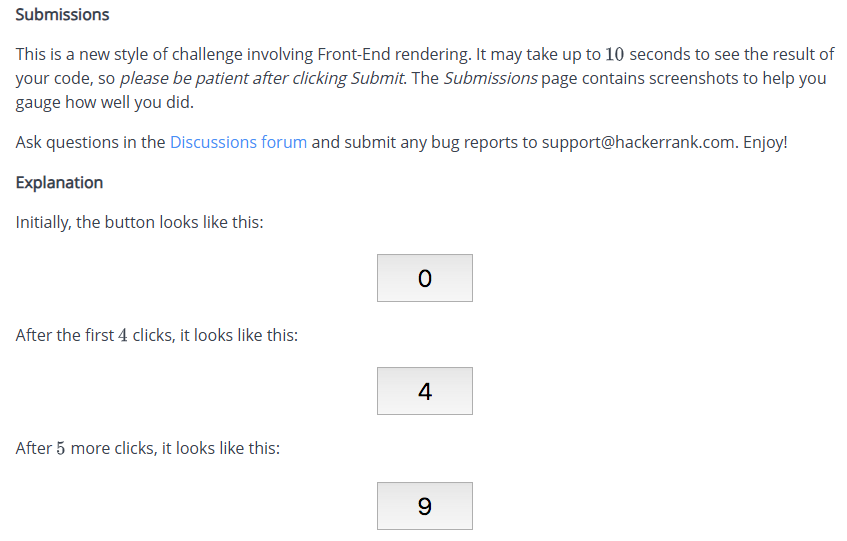 Submissions
This is a new style of challenge involving Front-End rendering. It may take up to 10 seconds to see the result of
your code, so please be patient after clicking Submit. The Submissions page contains screenshots to help you
gauge how well you did.
Ask questions in the Discussions forum and submit any bug reports to support@hackerrank.com. Enjoy!
Explanation
Initially, the button looks like this:
0
After the first 4 clicks, it looks like this:
4
After 5 more clicks, it looks like this:
9